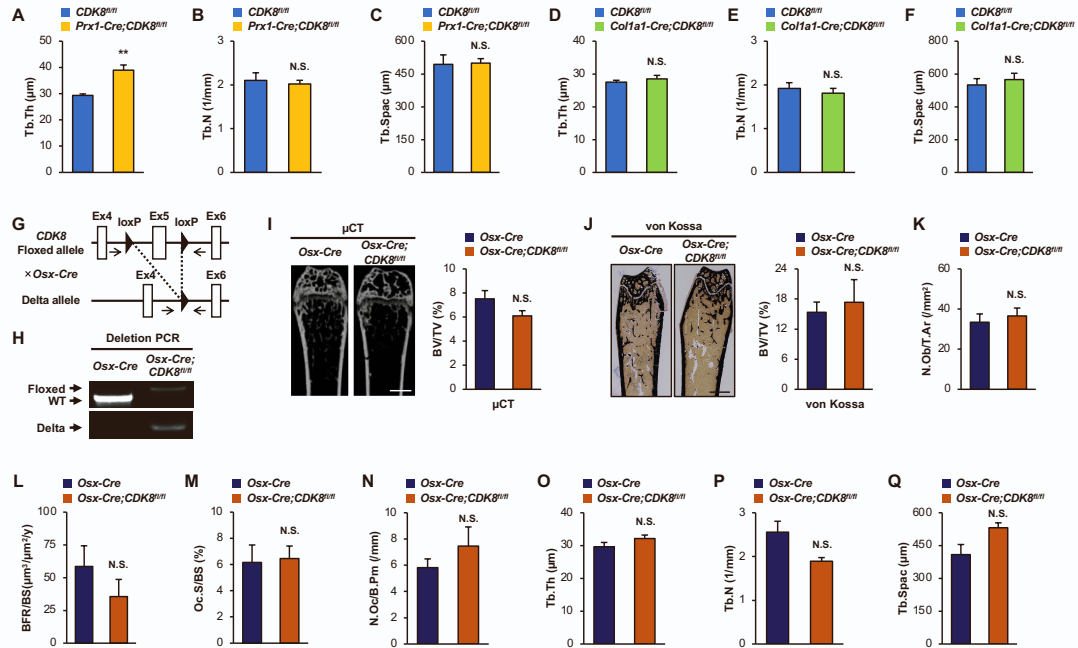 A
CDK8fl/fl
Prx1-Cre;CDK8fl/fl
Tb.Th (μm)
50
40
30
20
10
0
**
B
CDK8fl/fl
Prx1-Cre;CDK8fl/fl
Tb.N (1/mm)
3
2
1
0
N.S.
C
CDK8fl/fl
Prx1-Cre;CDK8fl/fl
Tb.Spac (μm)
600
450
300
150
0
N.S.
D
CDK8fl/fl
Col1a1-Cre;CDK8fl/fl
Tb.Th (μm)
40
30
20
10
0
N.S.
E
CDK8fl/fl
Col1a1-Cre;CDK8fl/fl
Tb.N (1/mm)
3
2
1
0
N.S.
F
CDK8fl/fl
Col1a1-Cre;CDK8fl/fl
Tb.Spac (μm)
800
600
400
200
0
N.S.
G
Ex4 loxP Ex5 loxP Ex6
CDK8
Floxed allele
×Osx-Cre
Ex4 Ex6
Delta allele
H
Deletion PCR
Osx-Cre
Osx-Cre;
CDK8fl/fl
Floxed
WT
Delta
I
μCT
Osx-Cre
Osx-Cre;
CDK8fl/fl
Osx-Cre
Osx-Cre;CDK8fl/fl
BV/TV (%)
10
8
6
4
2
0
N.S.
μCT
J
von Kossa
Osx-Cre
Osx-Cre;
CDK8fl/fl
Osx-Cre
Osx-Cre;CDK8fl/fl
BV/TV (%)
24
18
12
6
0
N.S.
von Kossa
K
Osx-Cre
Osx-Cre;CDK8fl/fl
N.Ob/T.Ar (/mm2)
80
60
40
20
0
N.S.
L
Osx-Cre
Osx-Cre;CDK8fl/fl
BFR/BS(μm3/μm2/y)
100
75
50
25
0
N.S.
M
Osx-Cre
Osx-Cre;CDK8fl/fl
Oc.S/BS (%)
10
8
6
4
2
0
N.S.
N
Osx-Cre
Osx-Cre;CDK8fl/fl
N.Oc/B.Pm (/mm)
10
8
6
4
2
0
N.S.
O
Osx-Cre
Osx-Cre;CDK8fl/fl
Tb.Th (μm)
40
30
20
10
0
N.S.
P
Osx-Cre
Osx-Cre;CDK8fl/fl
Tb.N (1/mm)
3
2
1
0
N.S.
Q
Osx-Cre
Osx-Cre;CDK8fl/fl
Tb.Spac (μm)
600
450
300
150
0
N.S.